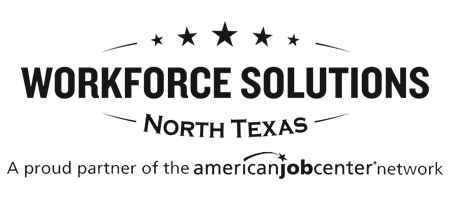 WORKFORCE SOLUTIONS
NORTH TEXAS
A proud partner of the americanjobcenter®network